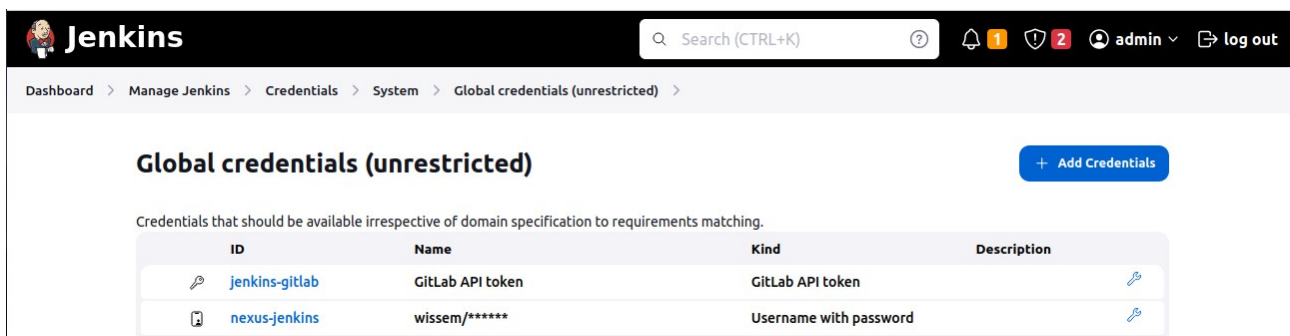 Jenkins Search (CTRL+K) ? 1 2 admin log out
Dashboard > Manage Jenkins > Credentials > System > Global credentials (unrestricted) >
Global credentials (unrestricted) + Add Credentials
Credentials that should be available irrespective of domain specification to requirements matching.
ID Name Kind Description
jenkins-gitlab GitLab API token GitLab API token
nexus-jenkins wissem/****** Username with password